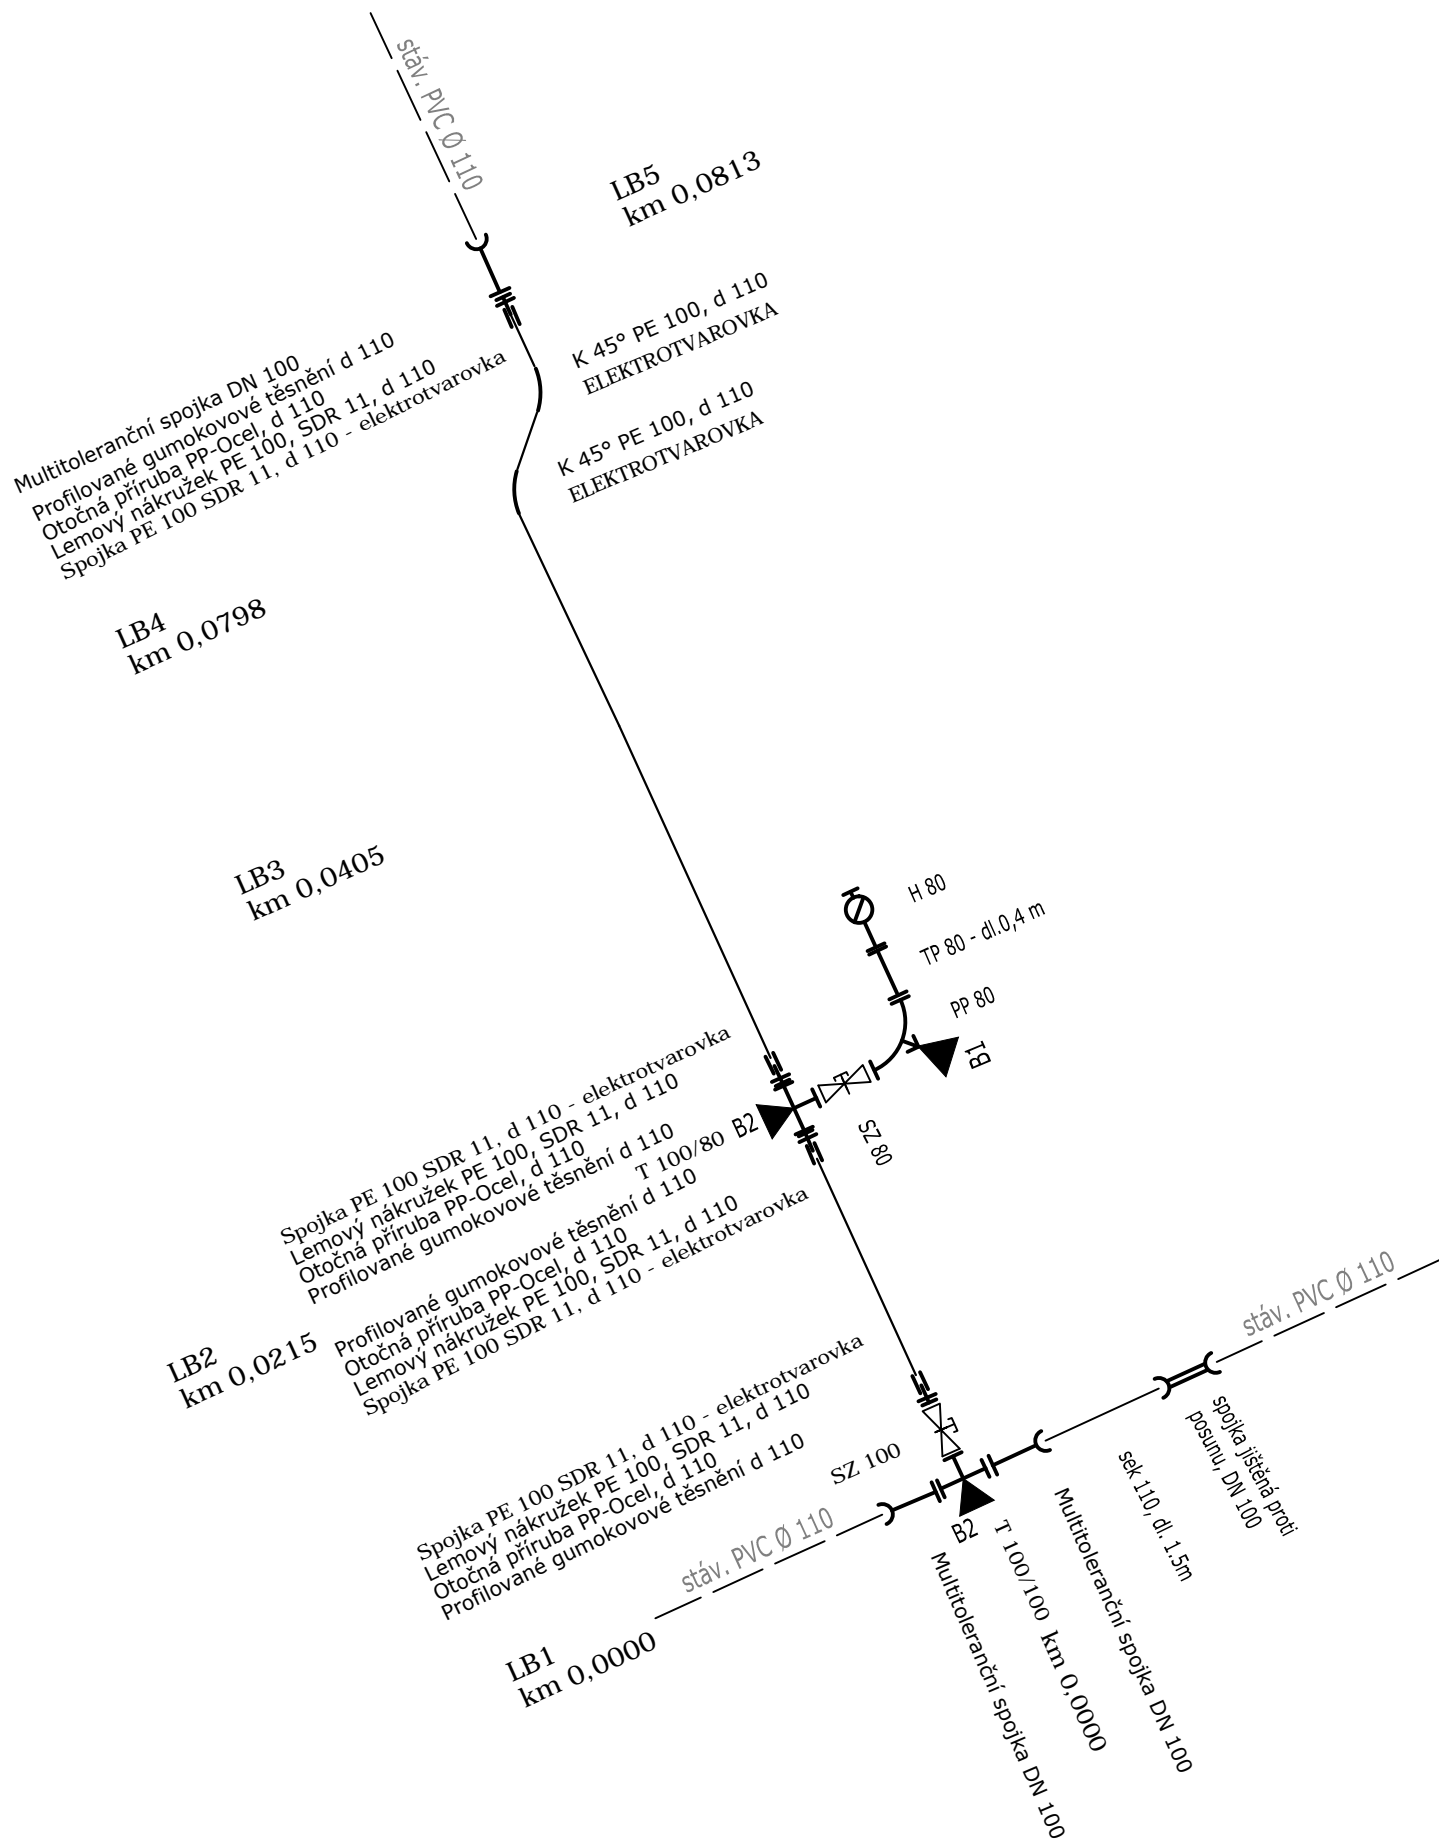 stáv. PVC Ø 110
LB5
km 0,0813
K 45° PE 100, d 110
ELEKTROTVAROVKA
Multitoleranční spojka DN 100
Profilované gumokovové těsnění d 110
Otočná příruba PP-Ocel, d 110
Lemový nákružek PE 100, SDR 11, d 110
Spojka PE 100 SDR 11, d 110 - elektrotvarovka
K 45° PE 100, d 110
ELEKTROTVAROVKA
LB4
km 0,0798
LB3
km 0,0405
H 80
TP 80 - dl.0,4 m
PP 80
B1
T
SZ 80
B2
T 100/80
Spojka PE 100 SDR 11, d 110 - elektrotvarovka
Lemový nákružek PE 100, SDR 11, d 110
Otočná příruba PP-Ocel, d 110
Profilované gumokovové těsnění d 110
Profilované gumokovové těsnění d 110
Otočná příruba PP-Ocel, d 110
Lemový nákružek PE 100, SDR 11, d 110
Spojka PE 100 SDR 11, d 110 - elektrotvarovka
LB2
km 0,0215
stáv. PVC Ø 110
spojka jištěná proti
posunu, DN 100
Spojka PE 100 SDR 11, d 110 - elektrotvarovka
Lemový nákružek PE 100, SDR 11, d 110
Otočná příruba PP-Ocel, d 110
Profilované gumokovové těsnění d 110
T
SZ 100
sek 110, dl. 1.5m
Multitoleranční spojka DN 100
B2
T 100/100 km 0,0000
Multitoleranční spojka DN 100
stáv. PVC Ø 110
LB1
km 0,0000